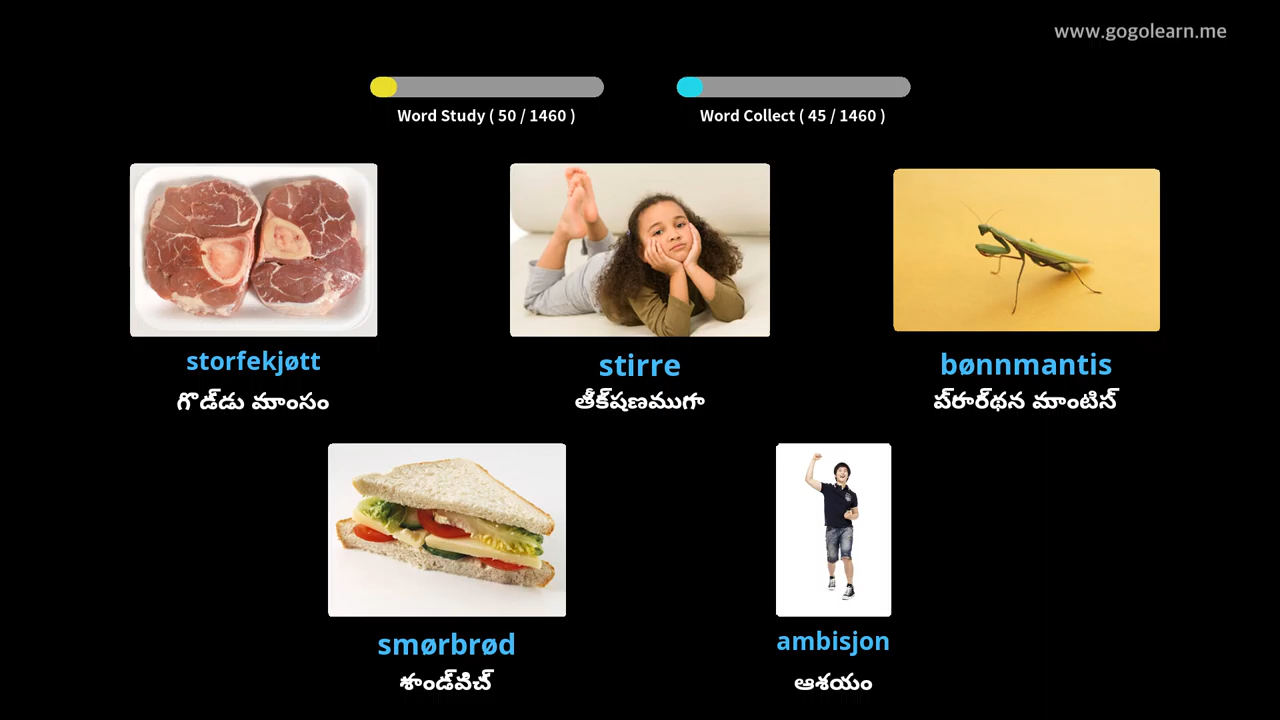 www.gogolearn.me
Word Study ( 50 / 1460 )
Word Collect ( 45 / 1460 )
storfekjøtt
గొడ్‌డు మాంసం
stirre
తీక్‌షణముగా
bønnmantis
ప్‌రార్‌థన మాంటిస్
smørbrød
శాండ్‌విచ్
ambisjon
ఆశయం